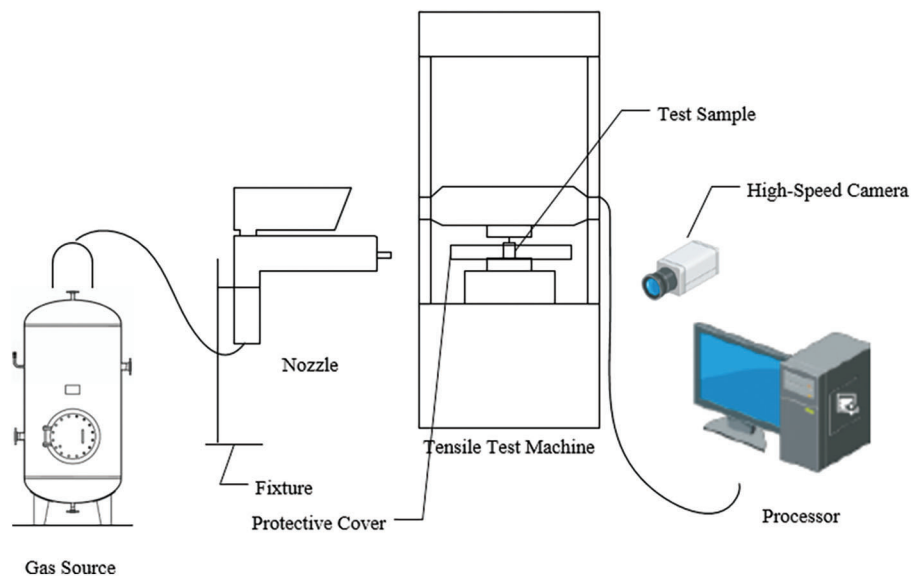 Test Sample
High-Speed Camera
Nozzle
Tensile Test Machine
Fixture
Protective Cover
Processor
Gas Source